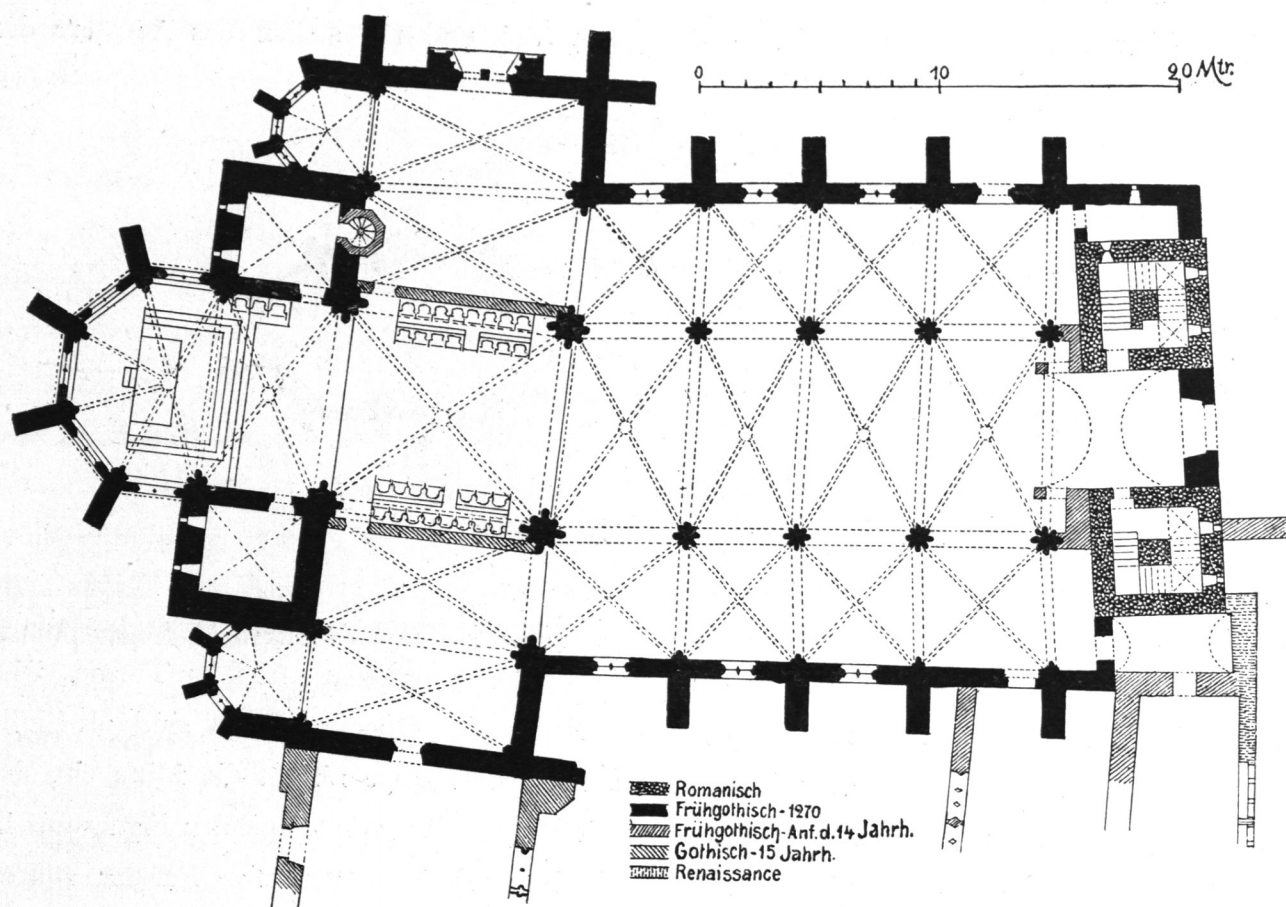 0 10 20 Mtr.
Romanisch
Frühgothisch-1270
Frühgothisch-Anf.d.14 Jahrh.
Gothisch-15 Jahrh.
Renaissance